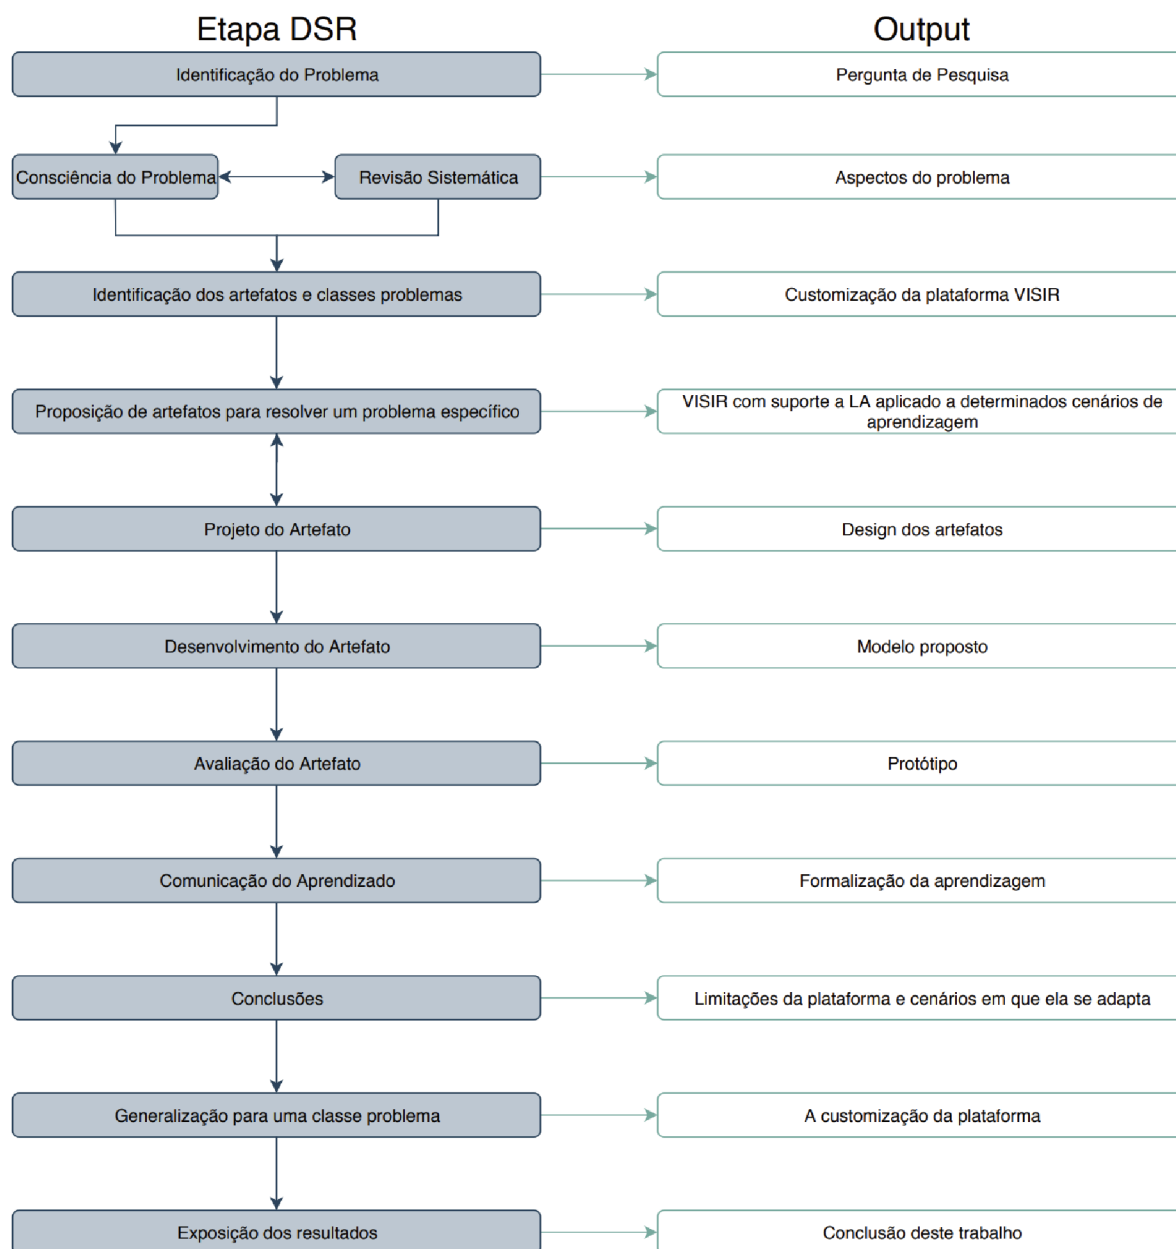 Etapa DSR
Output
Identificação do Problema
Pergunta de Pesquisa
Consciência do Problema
Revisão Sistemática
Aspectos do problema
Identificação dos artefatos e classes problemas
Customização da plataforma VISIR
Proposição de artefatos para resolver um problema específico
VISIR com suporte a LA aplicado a determinados cenários de
aprendizagem
Projeto do Artefato
Design dos artefatos
Desenvolvimento do Artefato
Modelo proposto
Avaliação do Artefato
Protótipo
Comunicação do Aprendizado
Formalização da aprendizagem
Conclusões
Limitações da plataforma e cenários em que ela se adapta
Generalização para uma classe problema
A customização da plataforma
Exposição dos resultados
Conclusão deste trabalho